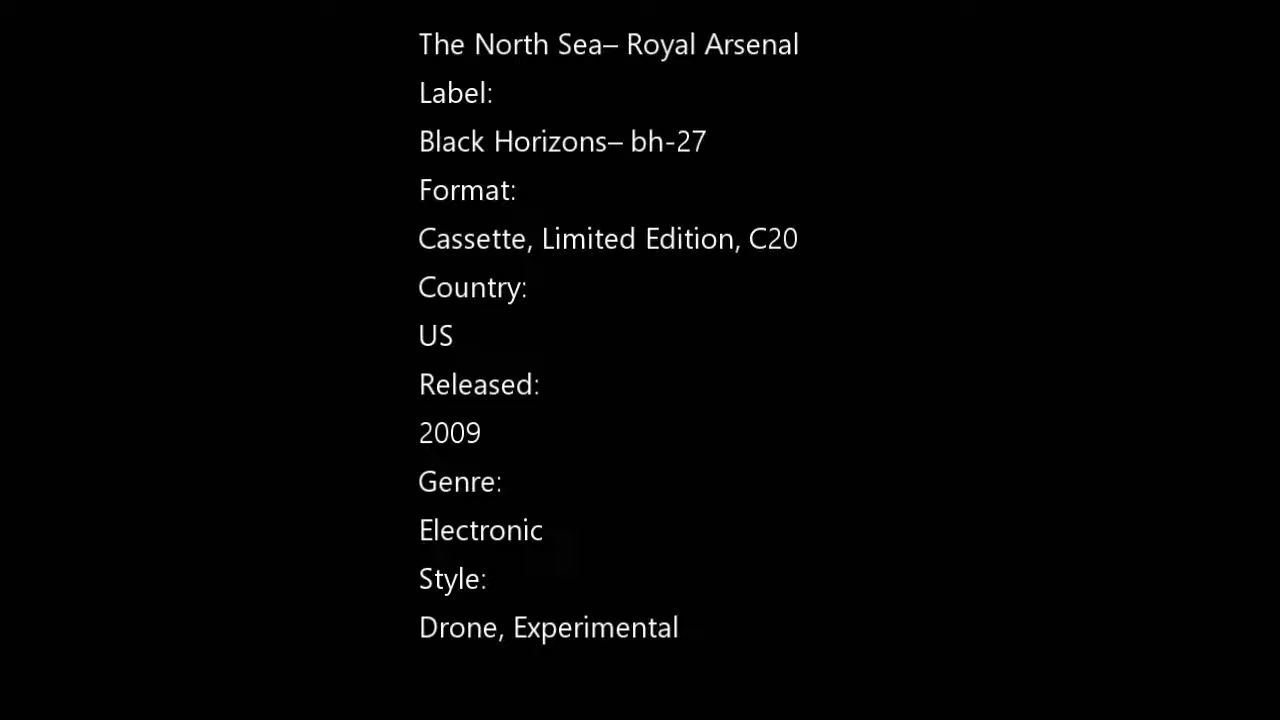 The North Sea– Royal Arsenal
Label:
Black Horizons– bh-27
Format:
Cassette, Limited Edition, C20
Country:
US
Released:
2009
Genre:
Electronic
Style:
Drone, Experimental